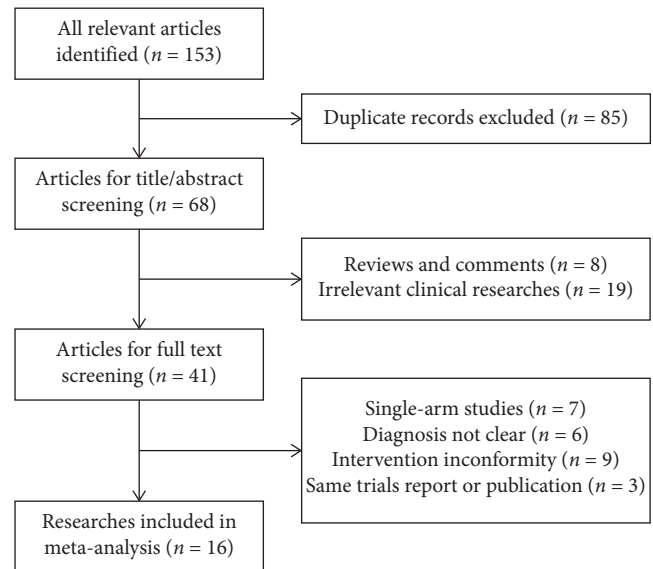 All relevant articles
identified (n = 153)
Duplicate records excluded (n = 85)
Articles for title/abstract
screening (n = 68)
Reviews and comments (n = 8)
Irrelevant clinical researches (n = 19)
Articles for full text
screening (n = 41)
Single-arm studies (n = 7)
Diagnosis not clear (n = 6)
Intervention inconformity (n = 9)
Same trials report or publication (n = 3)
Researches included in
meta-analysis (n = 16)